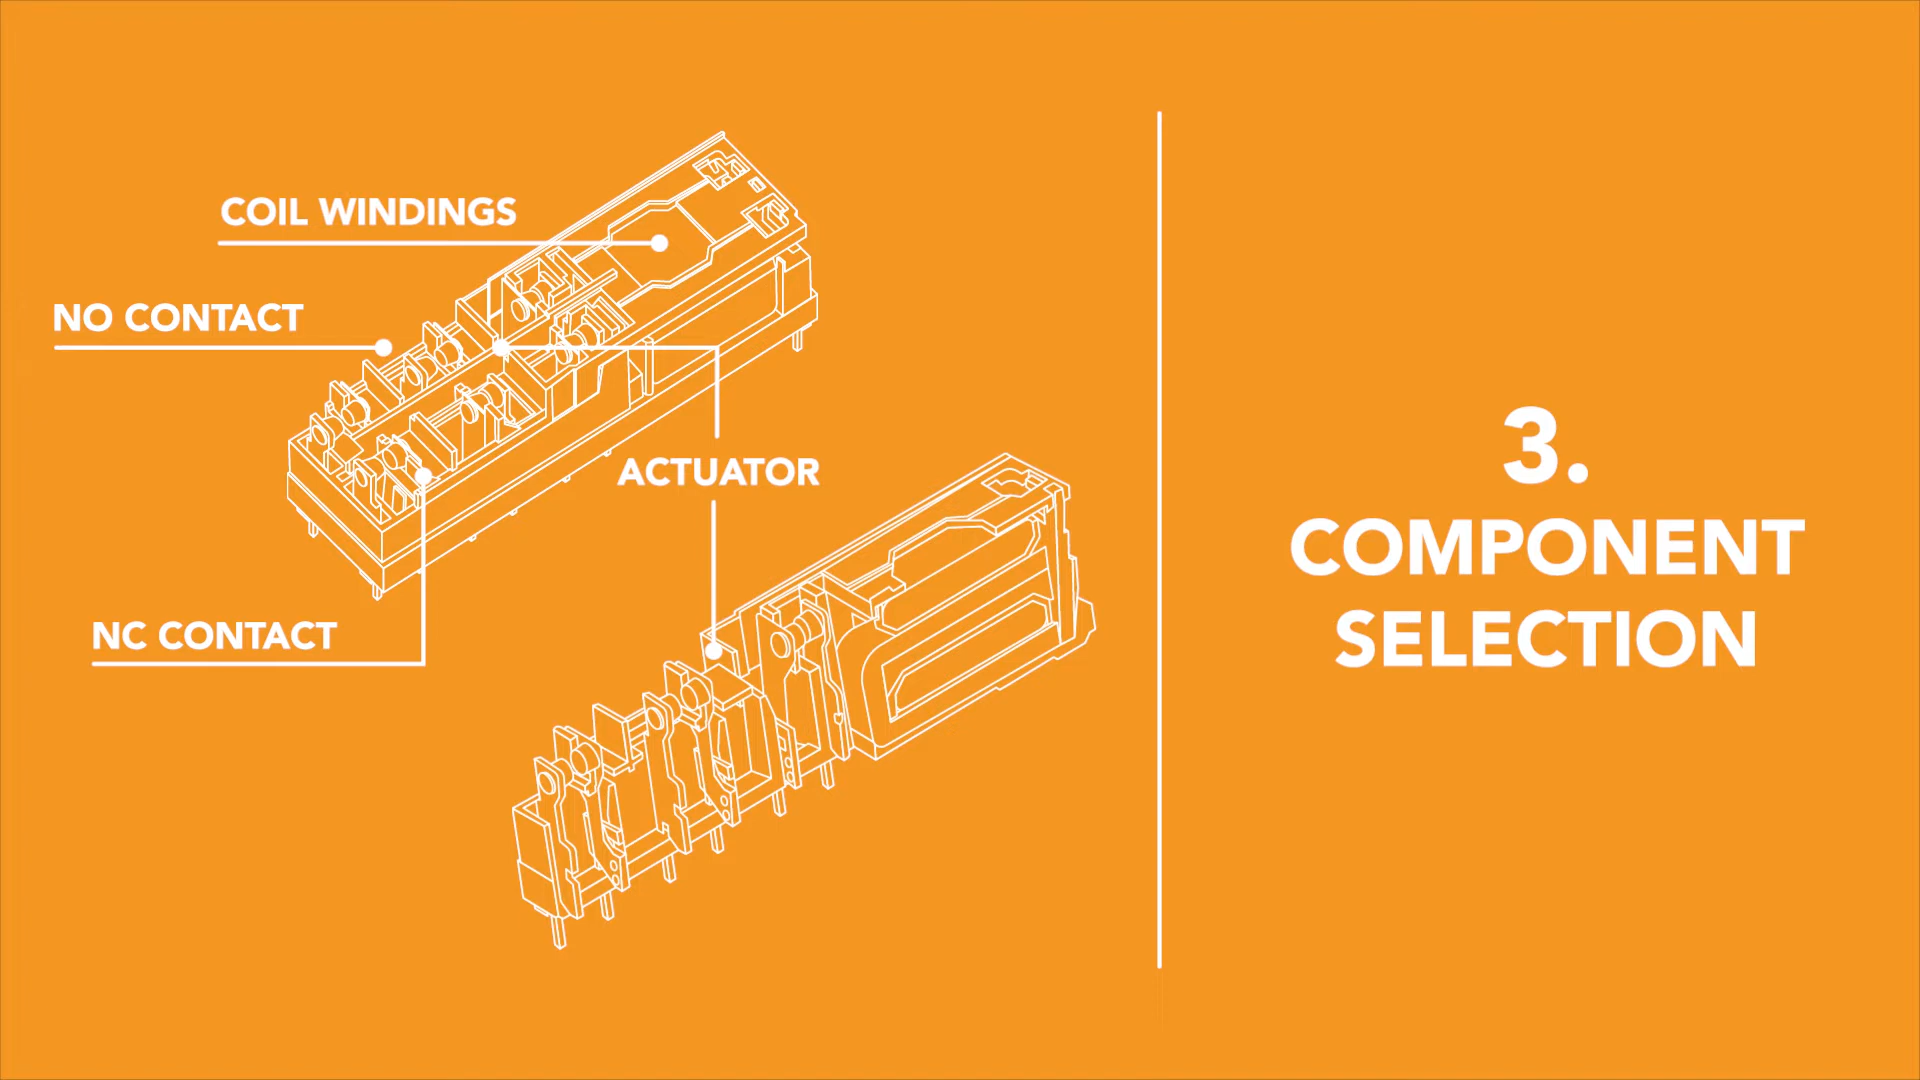 COIL WINDINGS
NO CONTACT
ACTUATOR
NC CONTACT
3.
COMPONENT
SELECTION